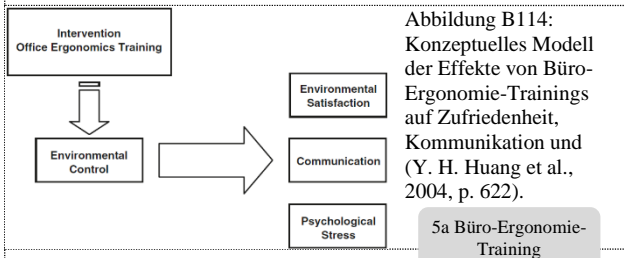 Intervention
Office Ergonomics Training
Environmental
Control
Environmental
Satisfaction
Communication
Psychological
Stress
Abbildung B114:
Konzeptuelles Modell
der Effekte von Büro-
Ergonomie-Trainings
auf Zufriedenheit,
Kommunikation und
(Y. H. Huang et al.,
2004, p. 622).
5a Büro-Ergonomie-
Training